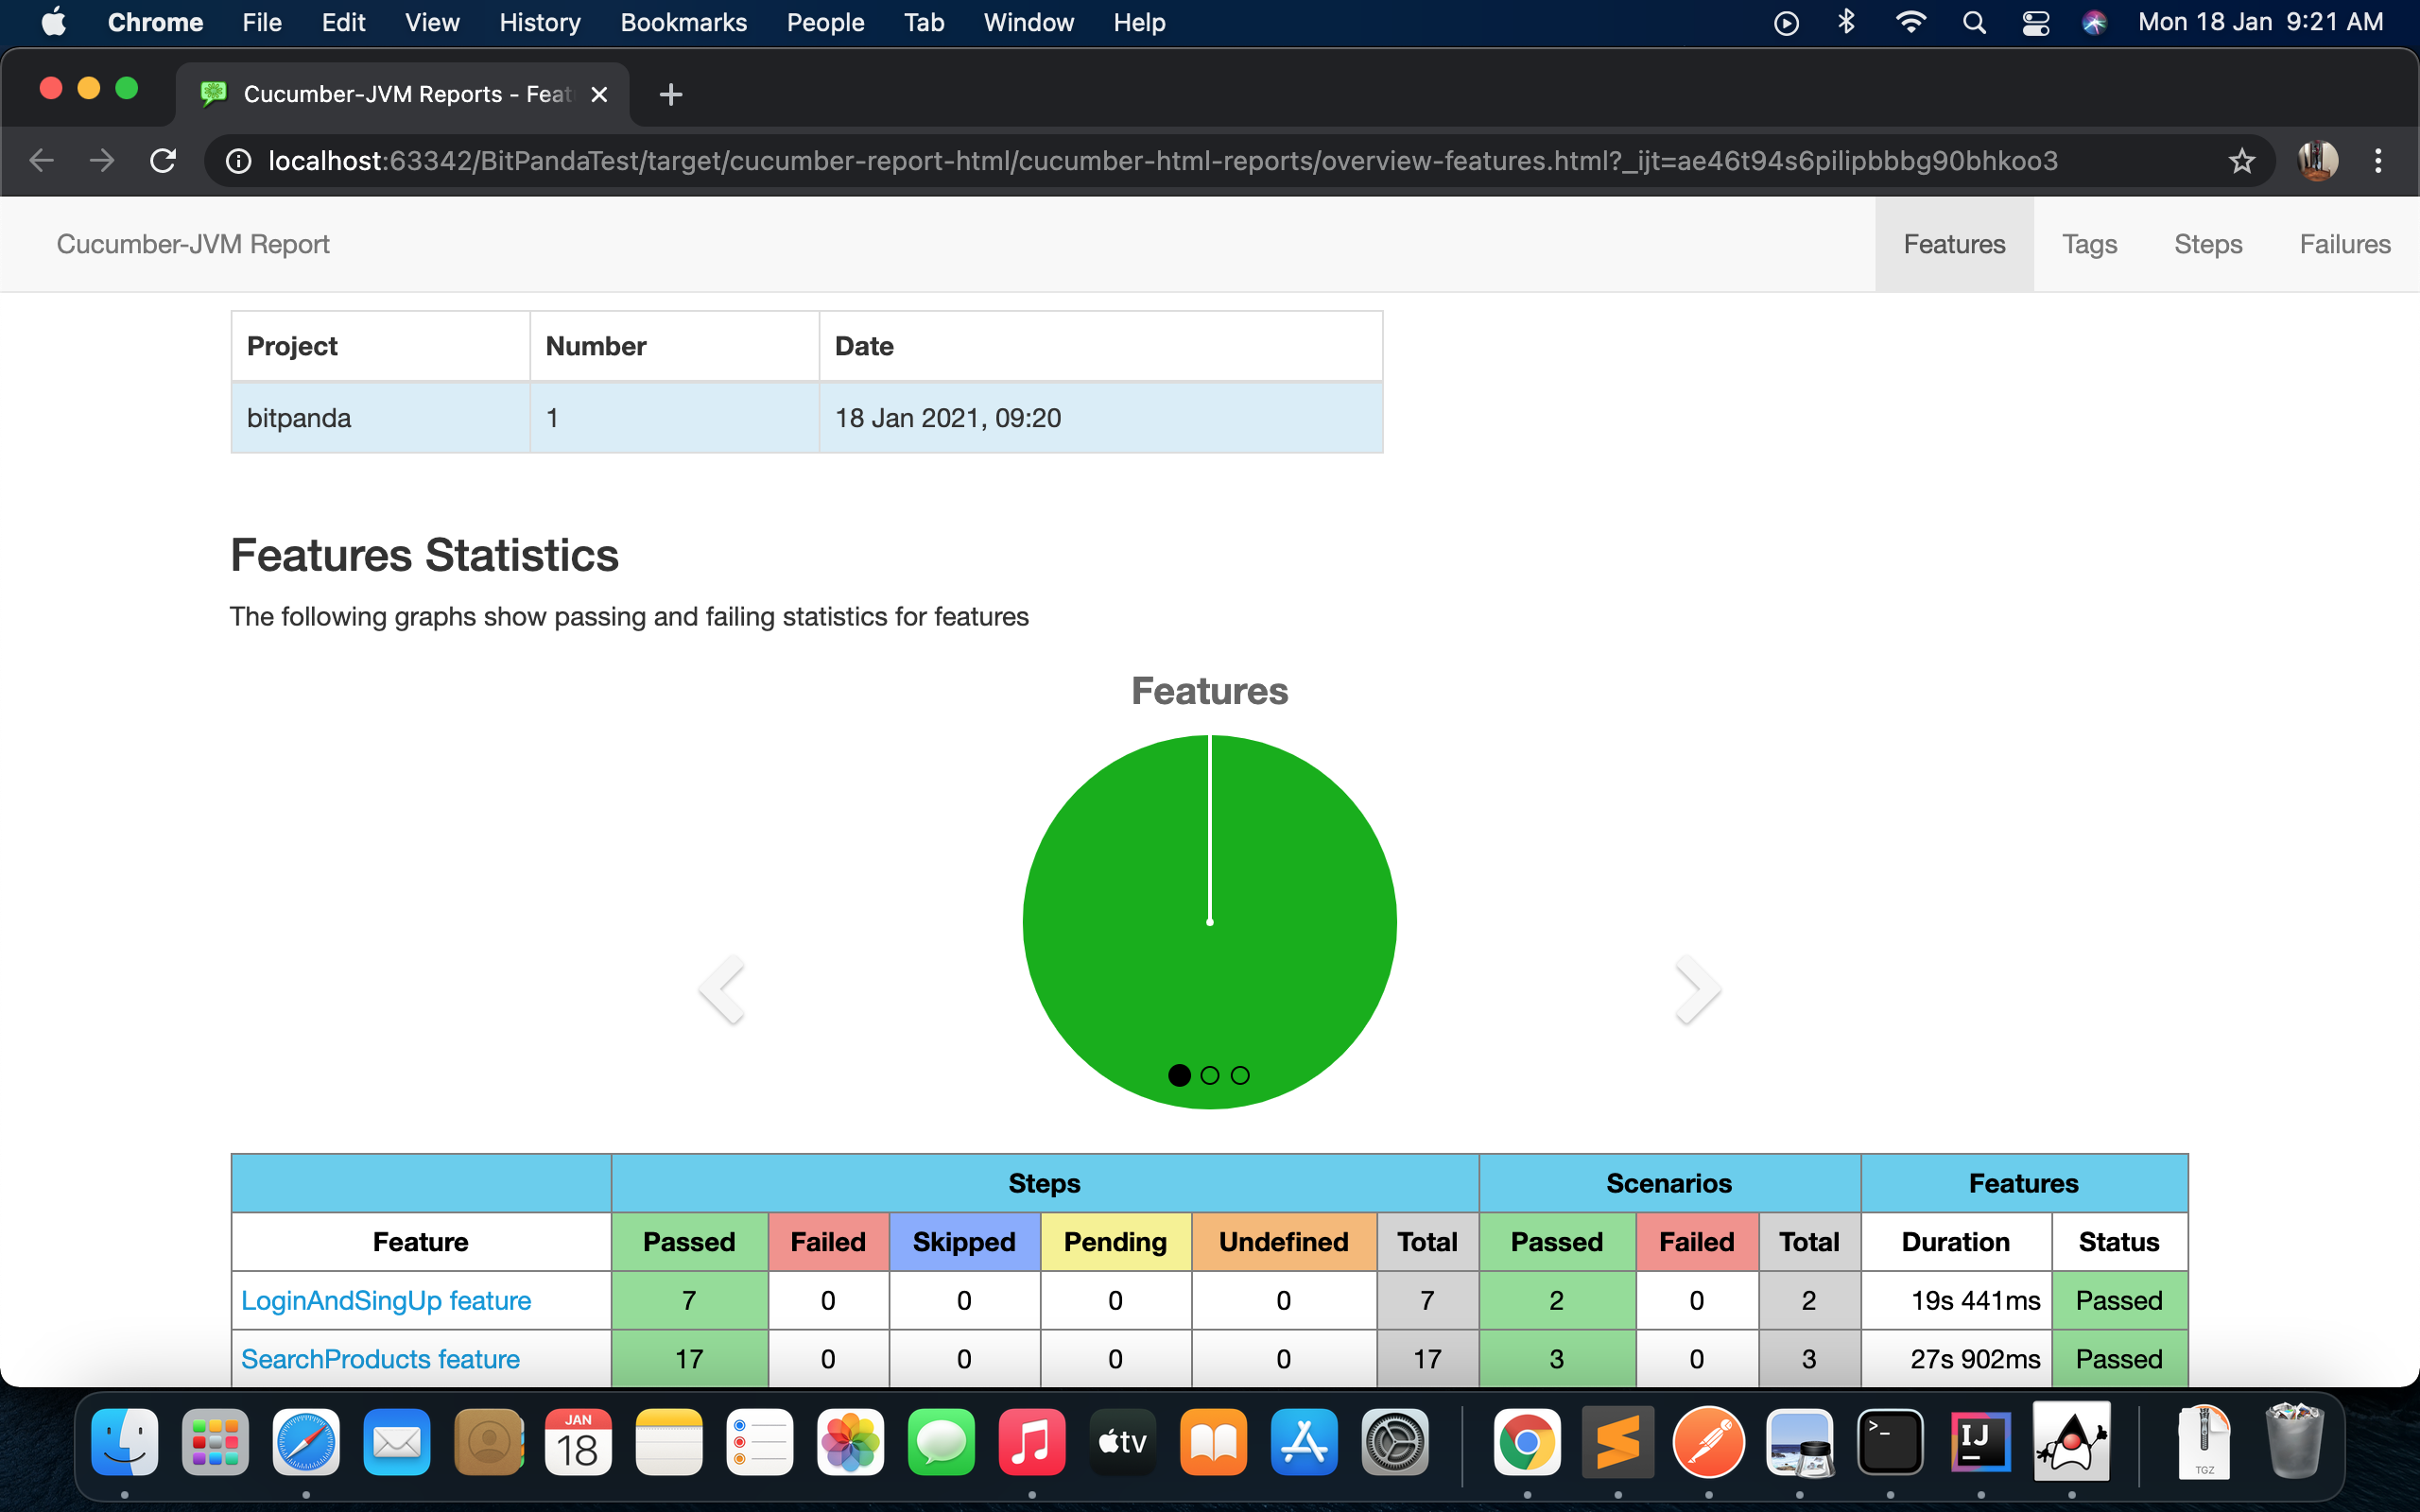 Chrome File Edit View History Bookmarks People Tab Window Help Mon 18 Jan 9:21 AM
Cucumber-JVM Reports - Feat
localhost:63342/BitPandaTest/target/cucumber-report-html/cucumber-html-reports/overview-features.html?_ijt=ae46t94s6pilipbbbg90bhkoo3
Cucumber-JVM Report Features Tags Steps Failures
Project Number Date
bitpanda 1 18 Jan 2021, 09:20
Features Statistics
The following graphs show passing and failing statistics for features
Features
Steps Scenarios Features
Feature Passed Failed Skipped Pending Undefined Total Passed Failed Total Duration Status
LoginAndSingUp feature 7 0 0 0 0 7 2 0 2 19s 441ms Passed
SearchProducts feature 17 0 0 0 0 17 3 0 3 27s 902ms Passed
JAN
18
tv
>_
IJ
TGZ